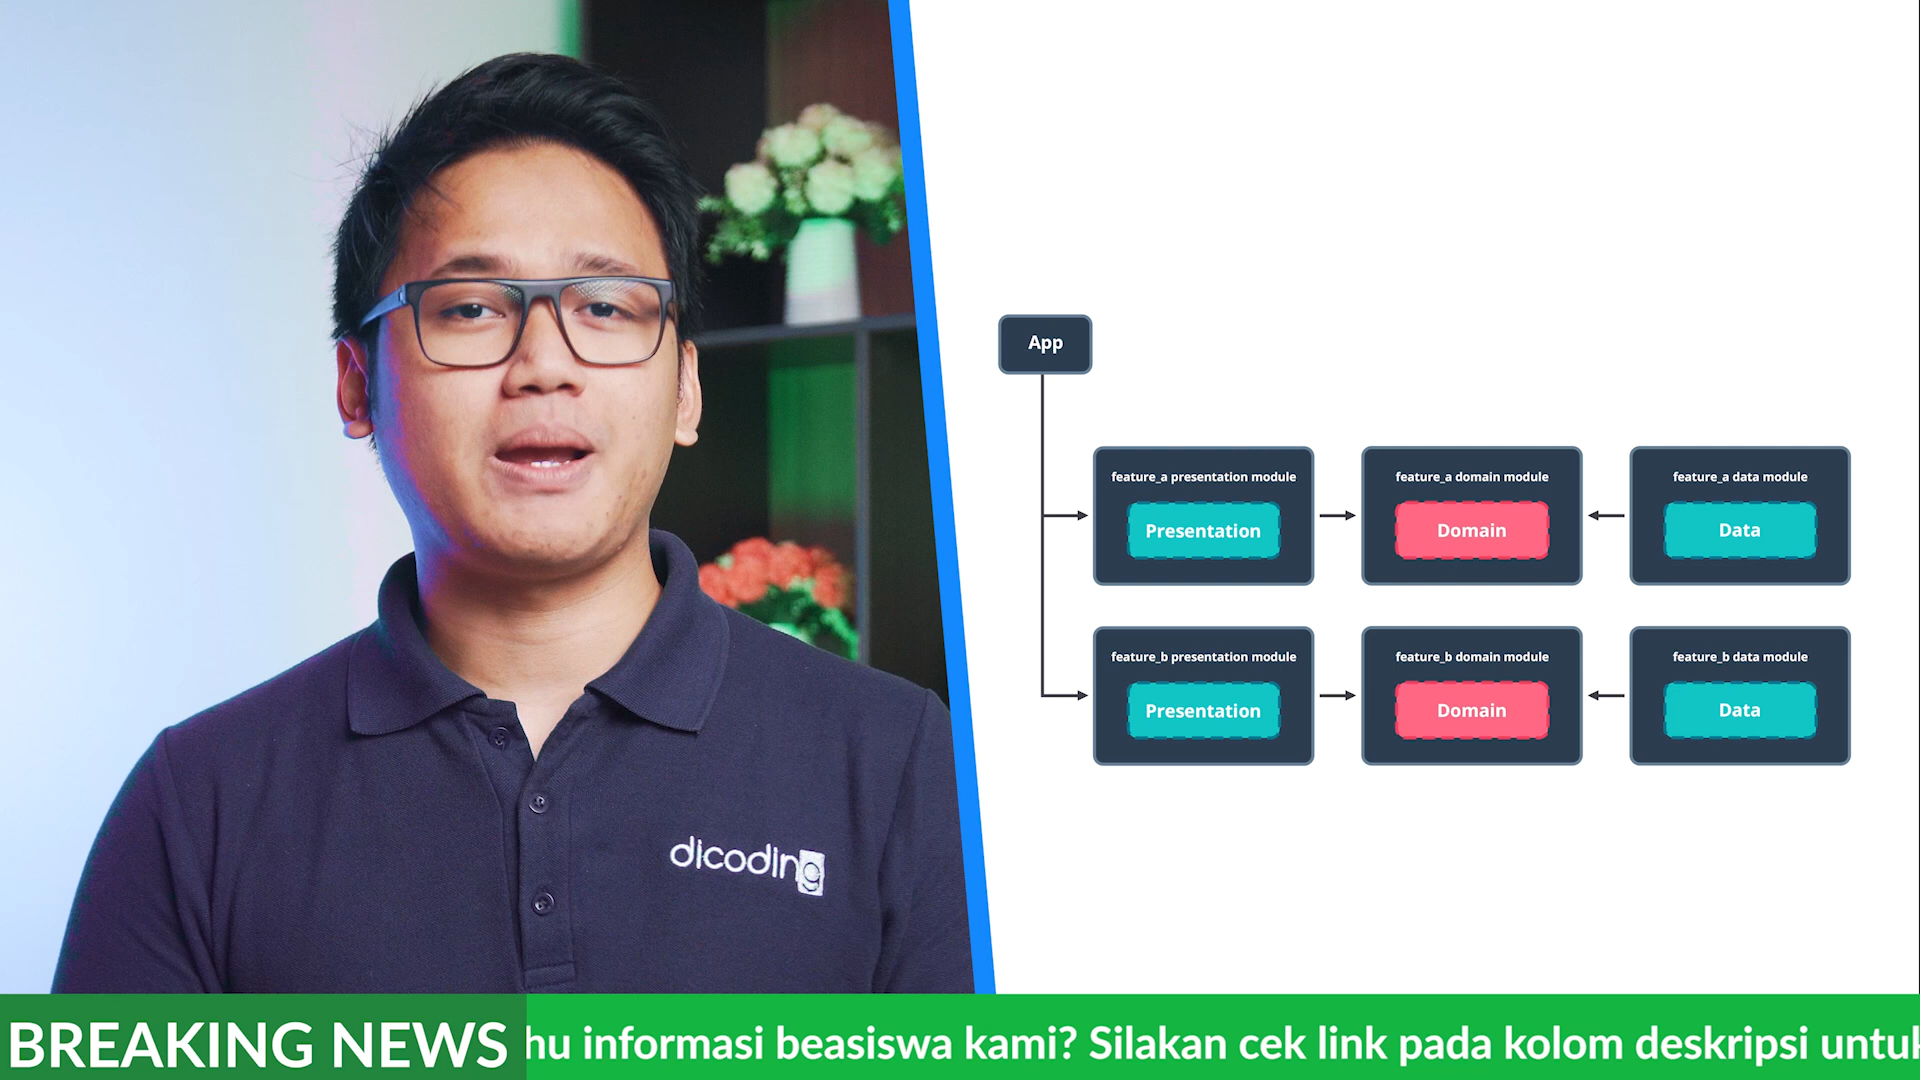 dicoding
App
feature_a presentation module
Presentation
feature_a domain module
Domain
feature_a data module
Data
feature_b presentation module
Presentation
feature_b domain module
Domain
feature_b data module
Data
BREAKING NEWS
hu informasi beasiswa kami? Silakan cek link pada kolom deskripsi untuk